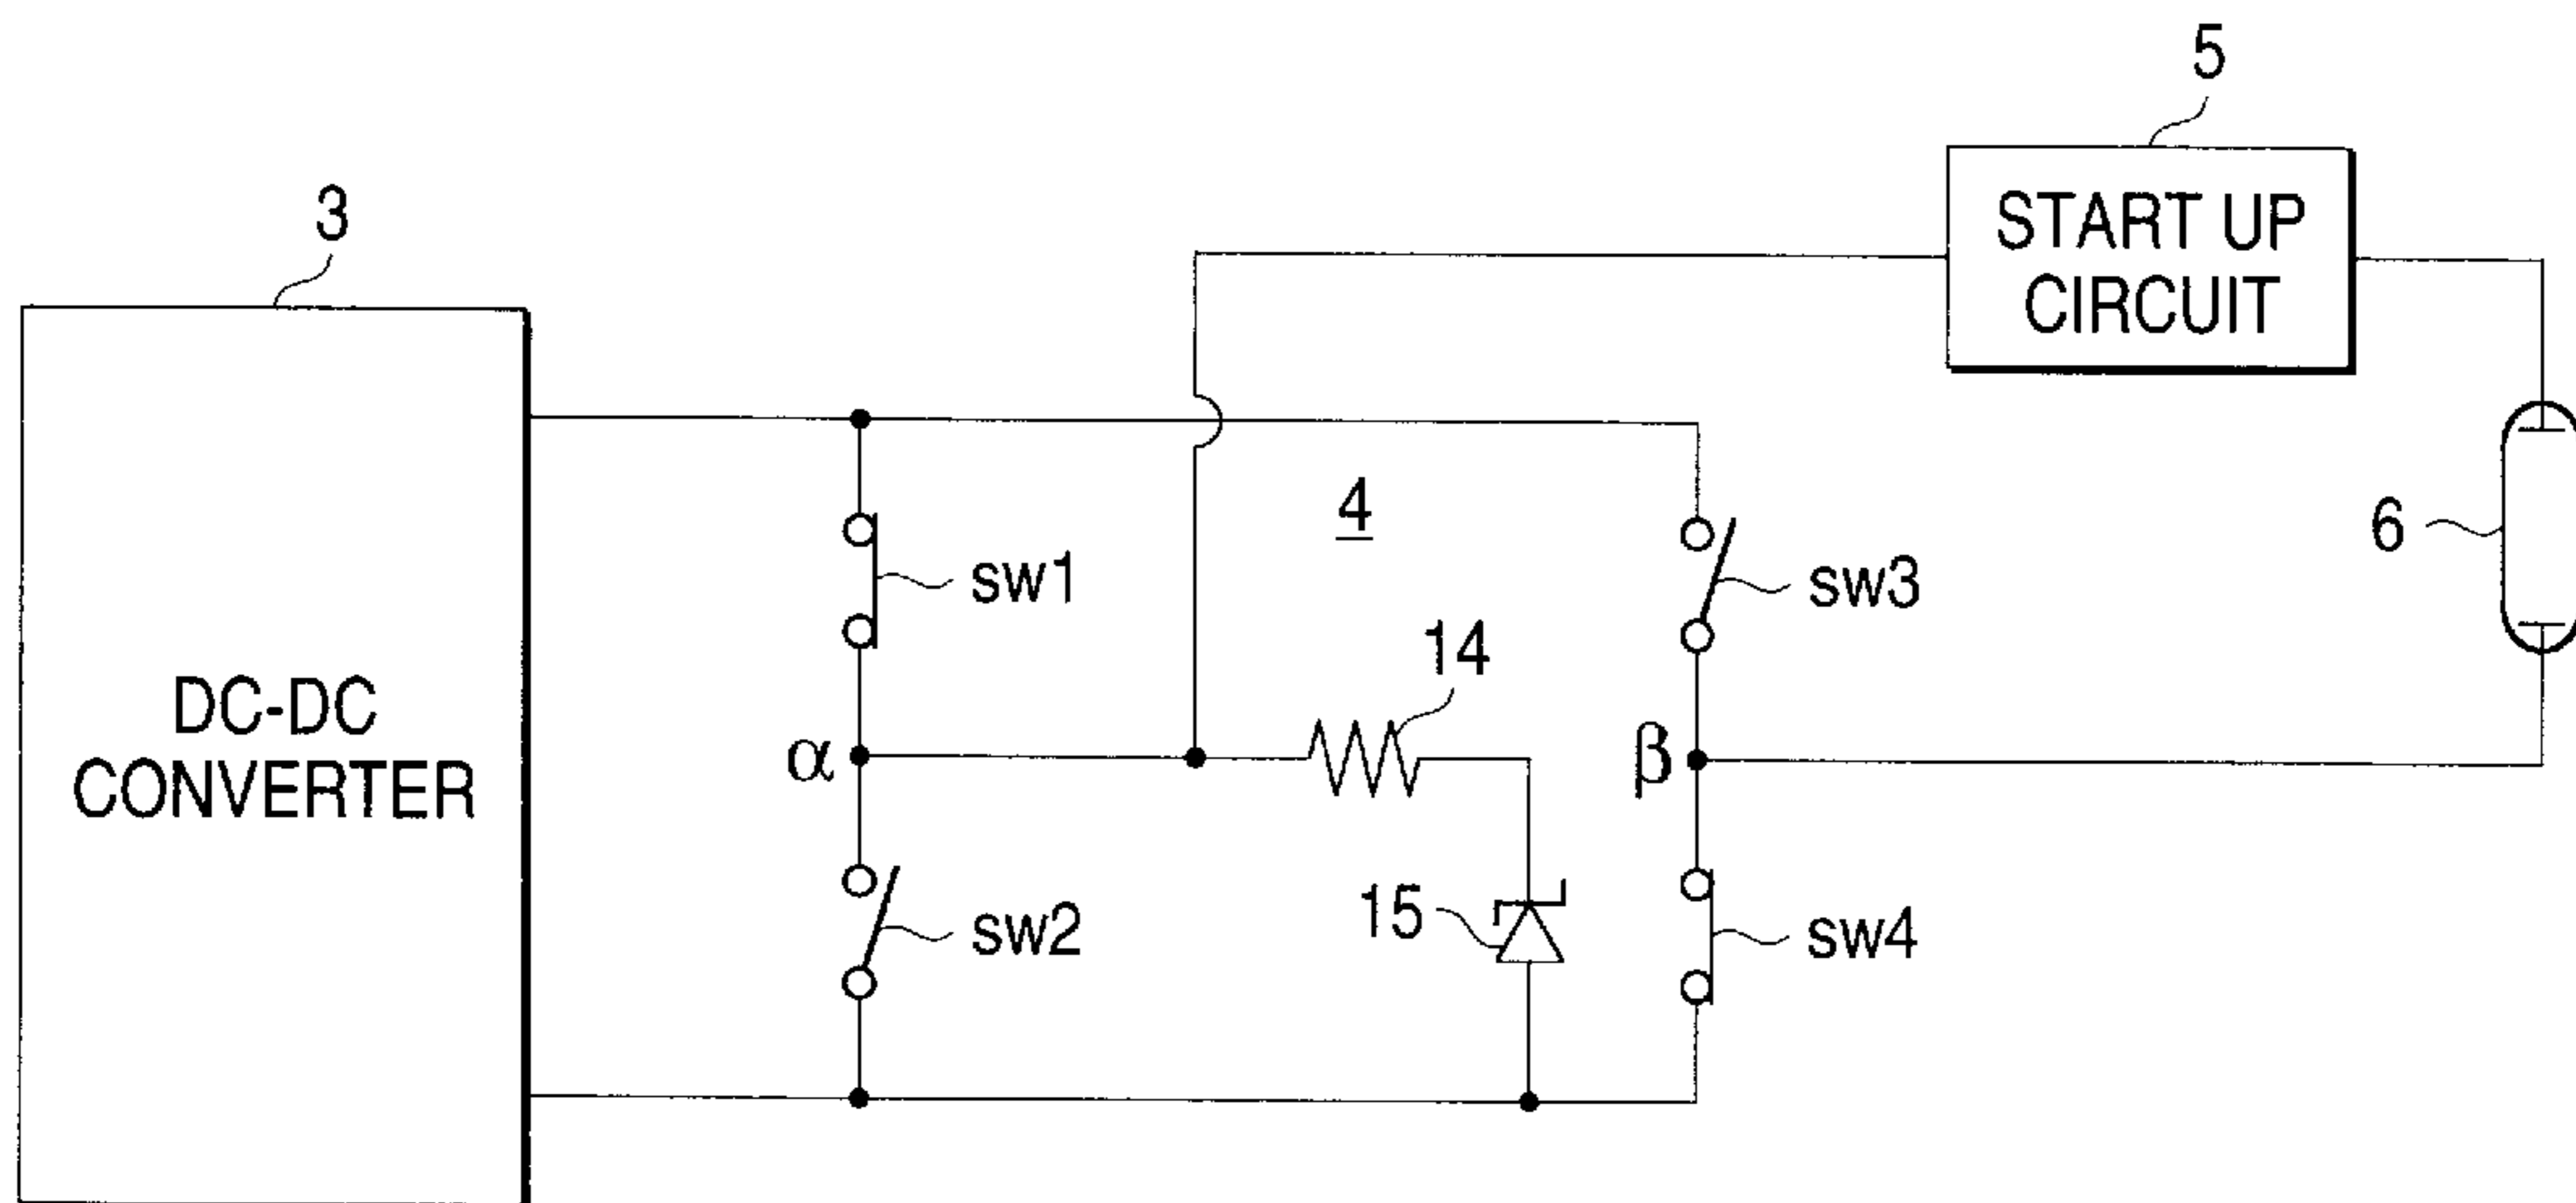 5
START UP
CIRCUIT
3
4
6
sw1
sw3
14
DC-DC
CONVERTER
α
β
15
sw2
sw4